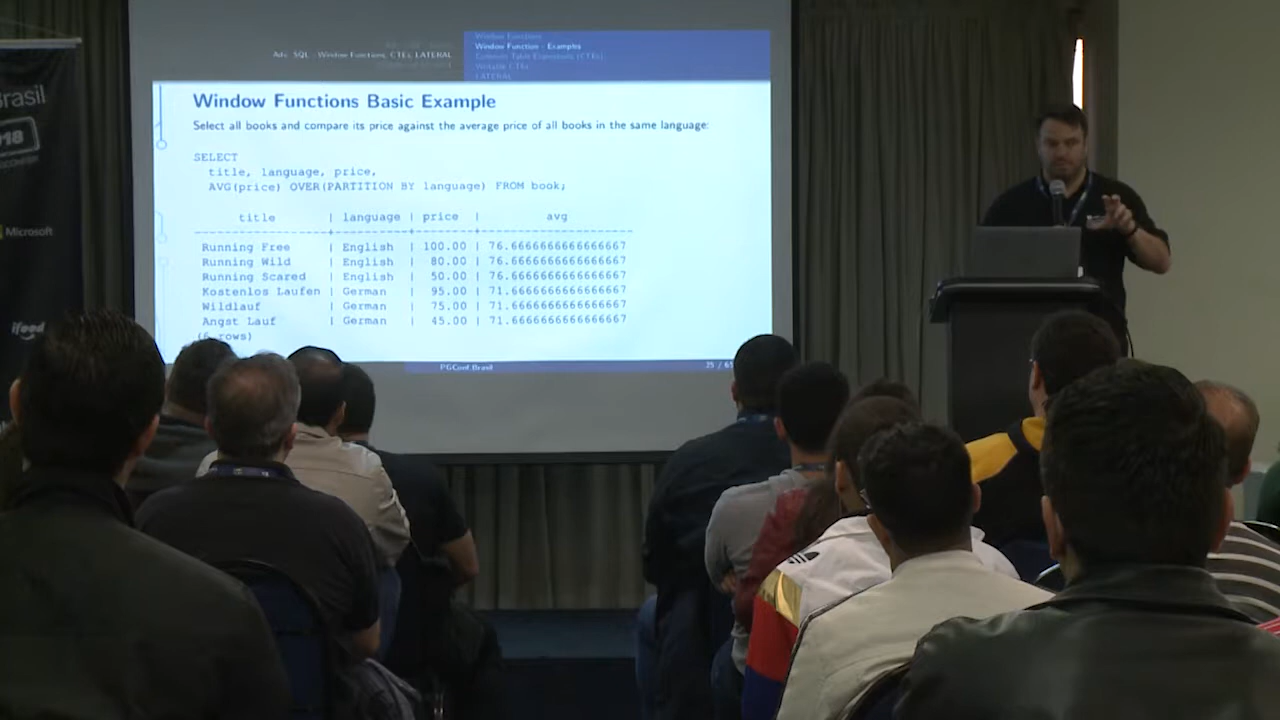 Brasil
018
Microsoft
ifood
Adv. SQL - Window Functions, CTEs, LATERAL
Window Functions
Window Function - Examples
Common Table Expressions (CTEs)
Writable CTEs
LATERAL
Window Functions Basic Example
Select all books and compare its price against the average price of all books in the same language:
SELECT
title, language, price,
AVG(price) OVER(PARTITION BY language) FROM book;
title | language | price | avg
---------------------+----------+--------+---------------------
Running Free | English | 100.00 | 76.6666666666666667
Running Wild | English | 80.00 | 76.6666666666666667
Running Scared | English | 50.00 | 76.6666666666666667
Kostenlos Laufen | German | 95.00 | 71.6666666666666667
Wildlauf | German | 75.00 | 71.6666666666666667
Angst Lauf | German | 45.00 | 71.6666666666666667
(6 rows)
PGConf.Brasil